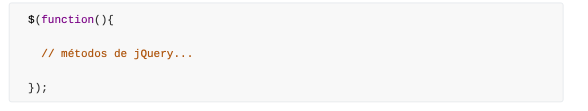 $(function(){
// métodos de jQuery...
});